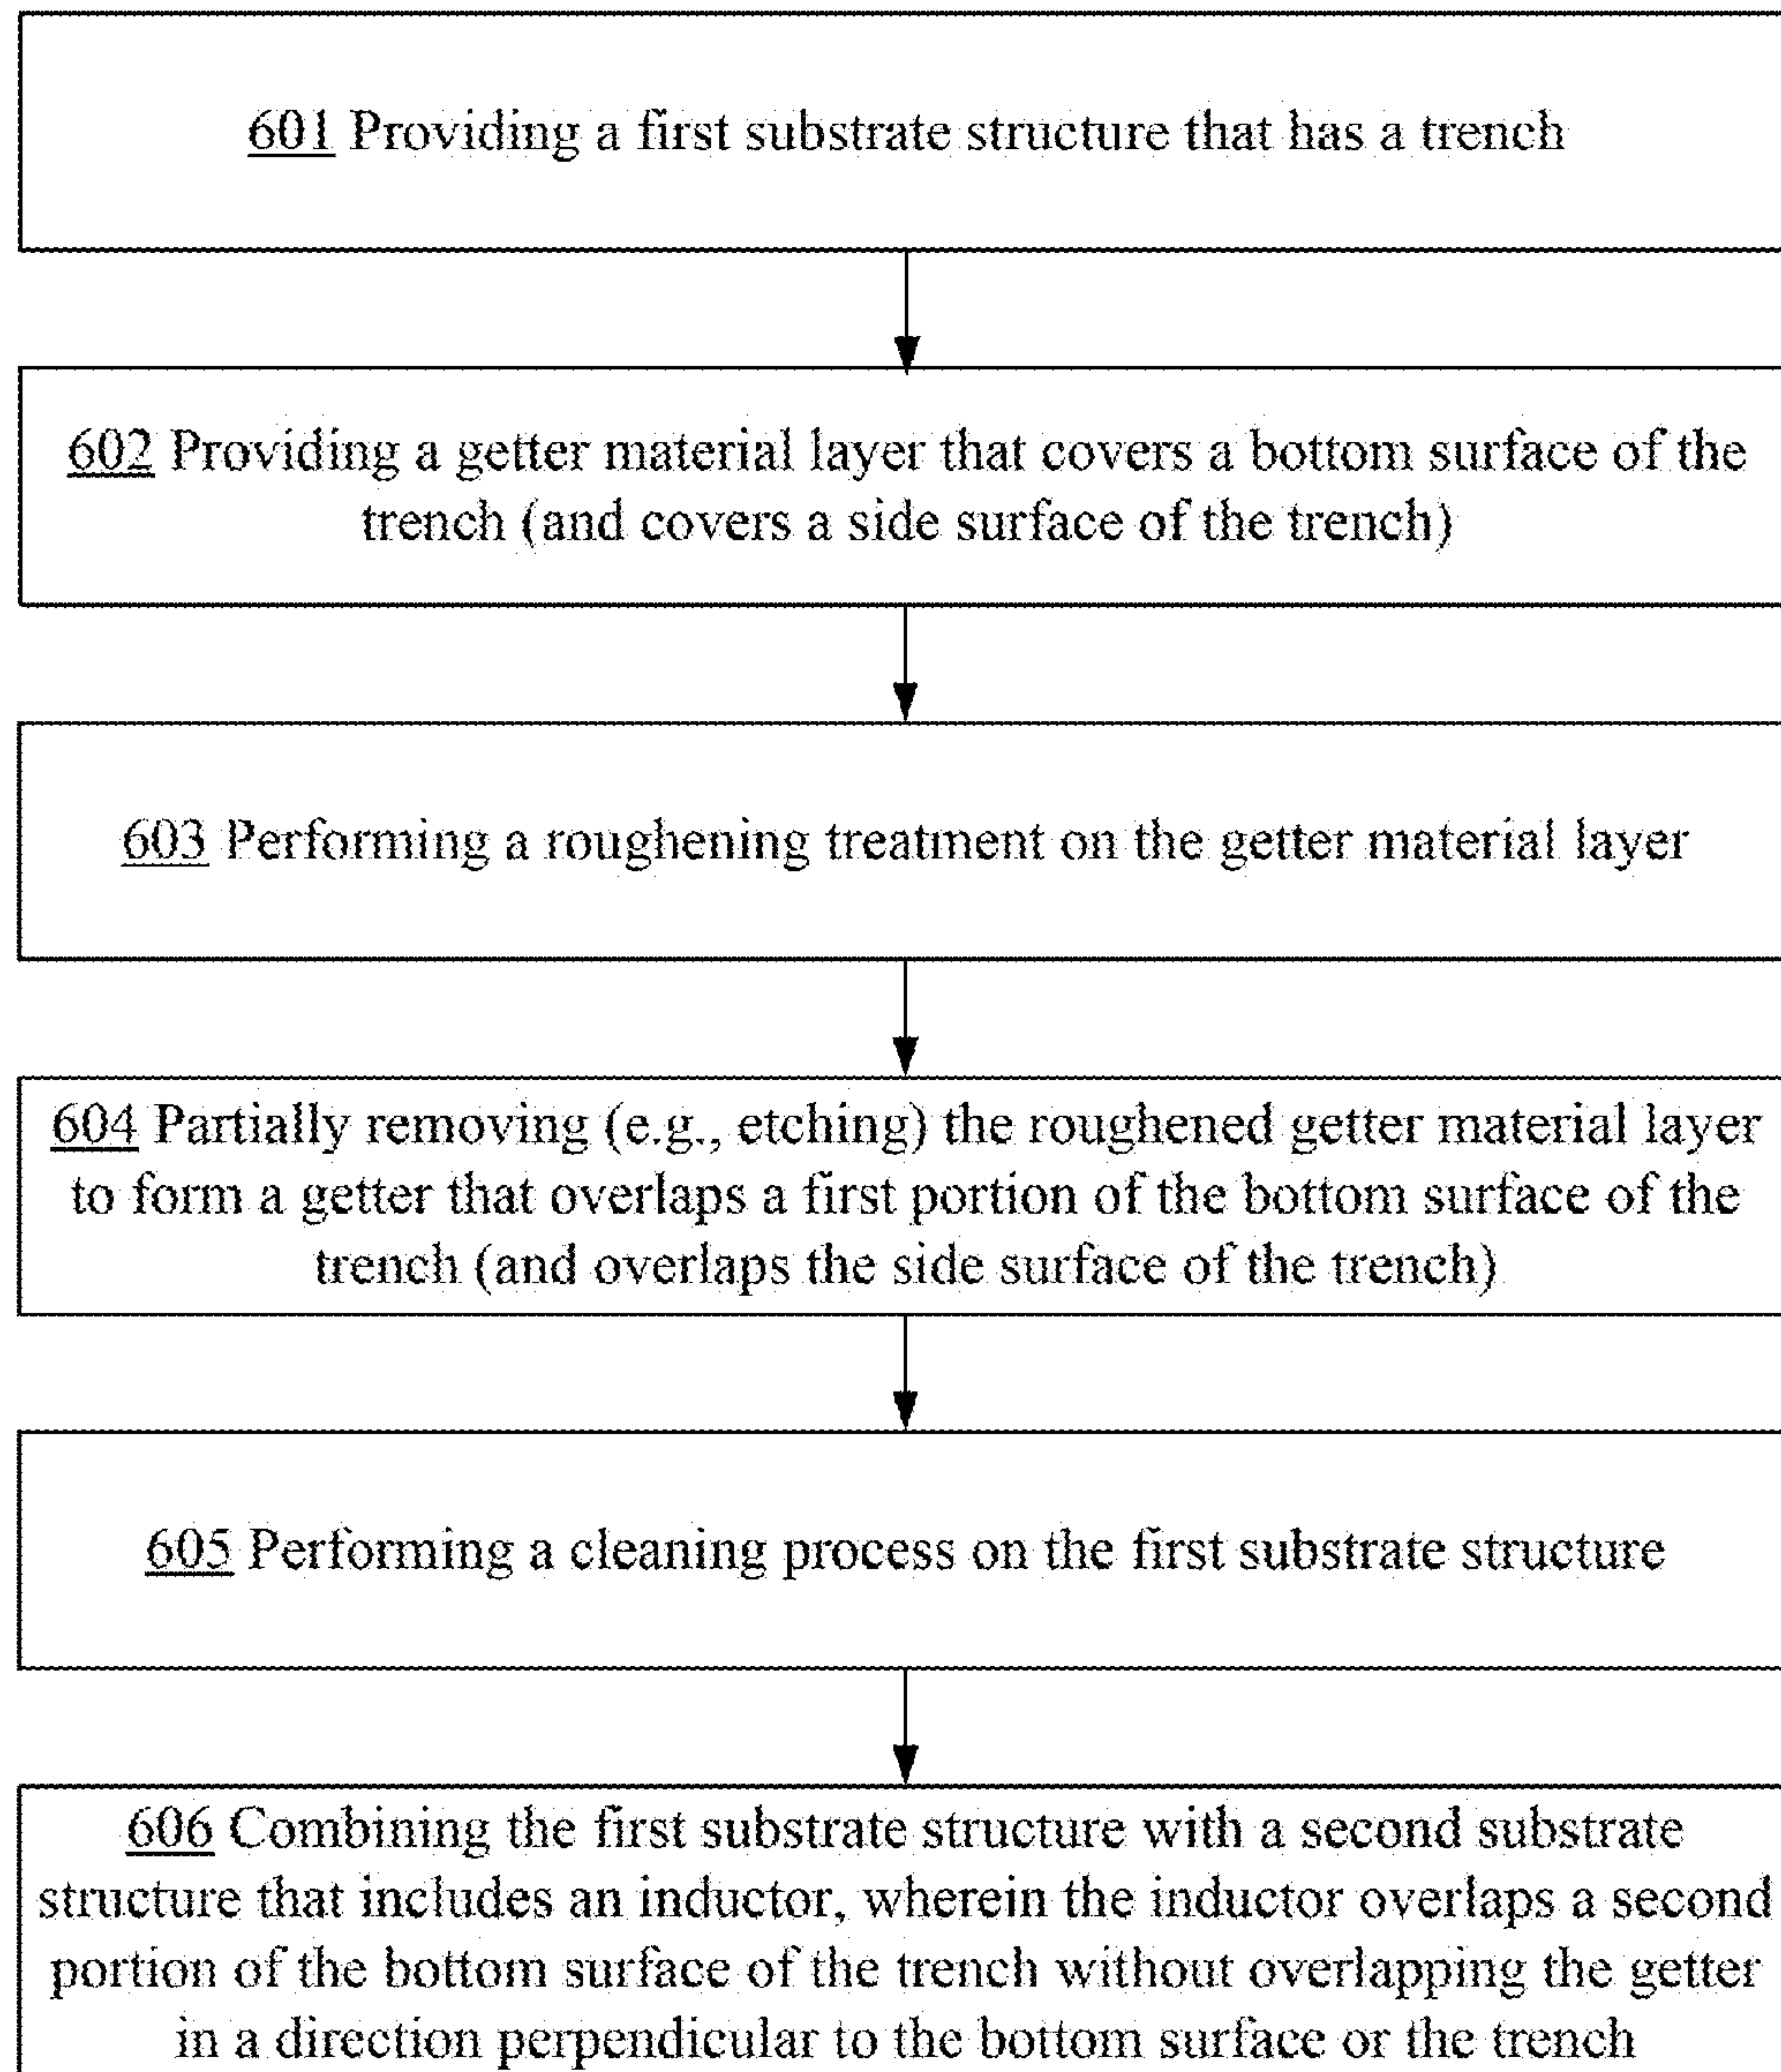 601 Providing a first substrate structure that has a trench
602 Providing a getter material layer that covers a bottom surface of the
trench (and covers a side surface of the trench)
603 Performing a roughening treatment on the getter material layer
604 Partially removing (e.g., etching) the roughened getter material layer
to form a getter that overlaps a first portion of the bottom surface of the
trench (and overlaps the side surface of the trench)
605 Performing a cleaning process on the first substrate structure
606 Combining the first substrate structure with a second substrate
structure that includes an inductor, wherein the inductor overlaps a second
portion of the bottom surface of the trench without overlapping the getter
in a direction perpendicular to the bottom surface or the trench